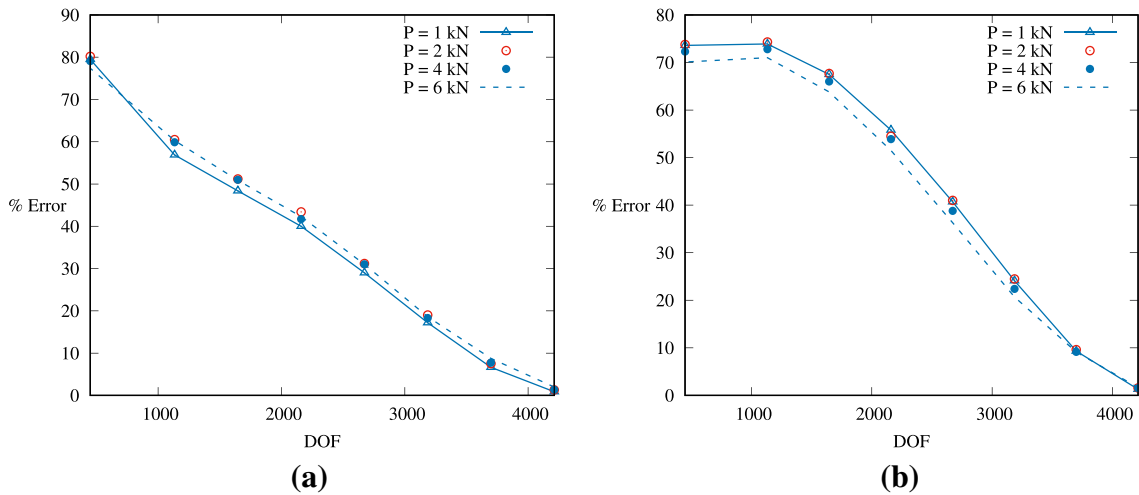 90
80
70
60
50
40
30
20
10
0
% Error
1000
2000
3000
4000
DOF
P = 1 kN
P = 2 kN
P = 4 kN
P = 6 kN
(a)
80
70
60
50
40
30
20
10
0
% Error
1000
2000
3000
4000
DOF
P = 1 kN
P = 2 kN
P = 4 kN
P = 6 kN
(b)